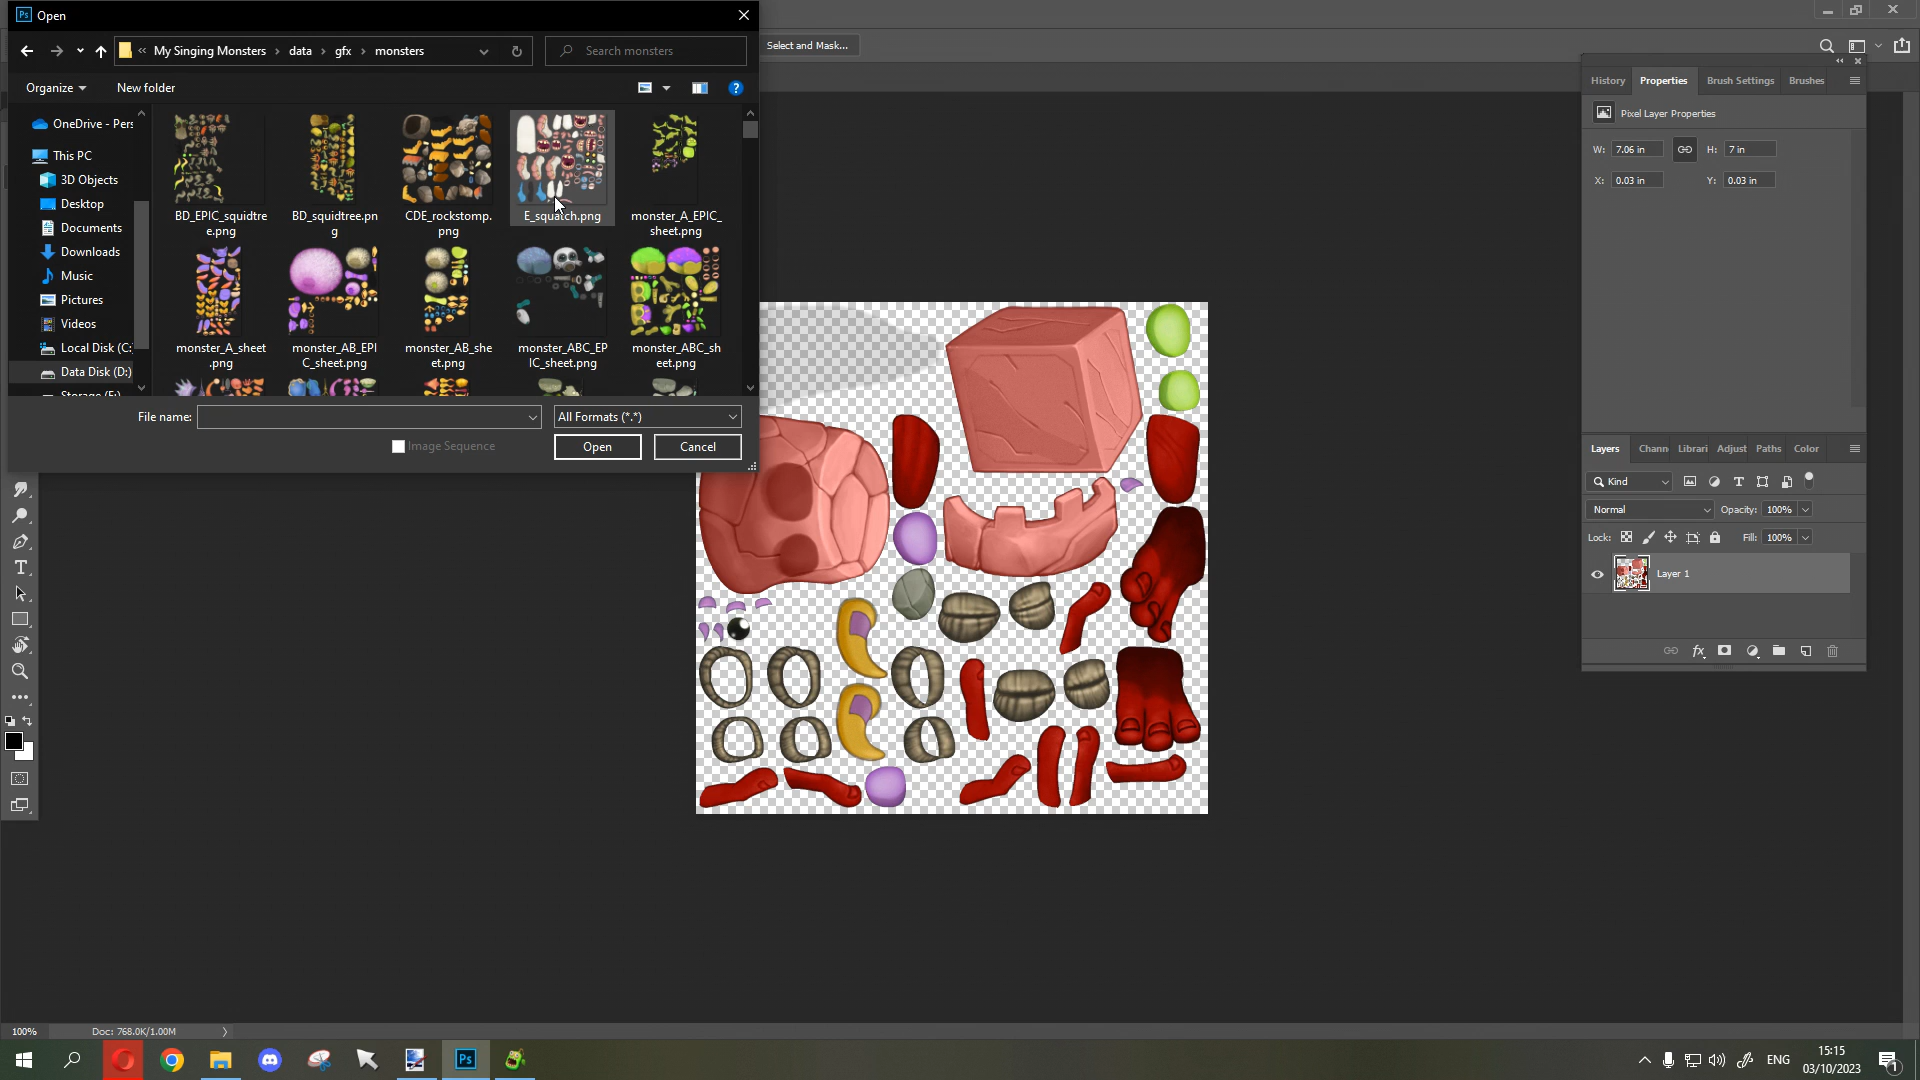 Open
My Singing Monsters
data
gfx
monsters
Search monsters
Select and Mask...
Organize
New folder
OneDrive - Pers
This PC
3D Objects
Desktop
Documents
Downloads
Music
Pictures
Videos
Local Disk (C:
Data Disk (D:)
BD_EPIC_squidtre
e.png
BD_squidtree.pn
g
CDE_rockstomp.
png
E_squatch.png
monster_A_EPIC_
sheet.png
monster_A_sheet
.png
monster_AB_EPI
C_sheet.png
monster_AB_she
et.png
monster_ABC_EP
IC_sheet.png
monster_ABC_sh
eet.png
File name:
All Formats (*.*)
Image Sequence
Open
Cancel
History
Properties
Brush Settings
Brushes
Pixel Layer Properties
W: 7.06 in
H: 7 in
X: 0.03 in
Y: 0.03 in
Layers
Chann
Librari
Adjust
Paths
Color
Kind
Normal
Opacity: 100%
Lock:
Fill: 100%
Layer 1
fx
100%
Doc: 768.0K/1.00M
Ps
ENG
15:15
03/10/2023
1